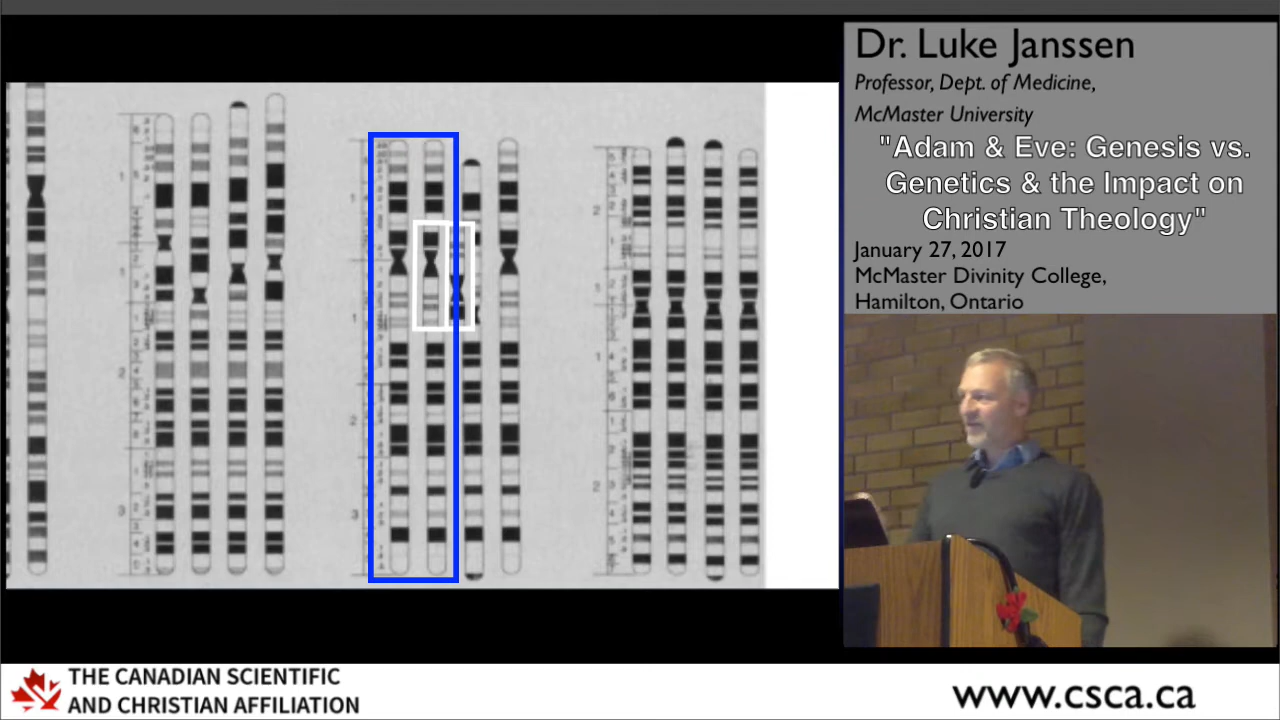 Dr. Luke Janssen
Professor, Dept. of Medicine,
McMaster University
"Adam & Eve: Genesis vs.
Genetics & the Impact on
Christian Theology"
January 27, 2017
McMaster Divinity College,
Hamilton, Ontario
THE CANADIAN SCIENTIFIC
AND CHRISTIAN AFFILIATION
www.csca.ca